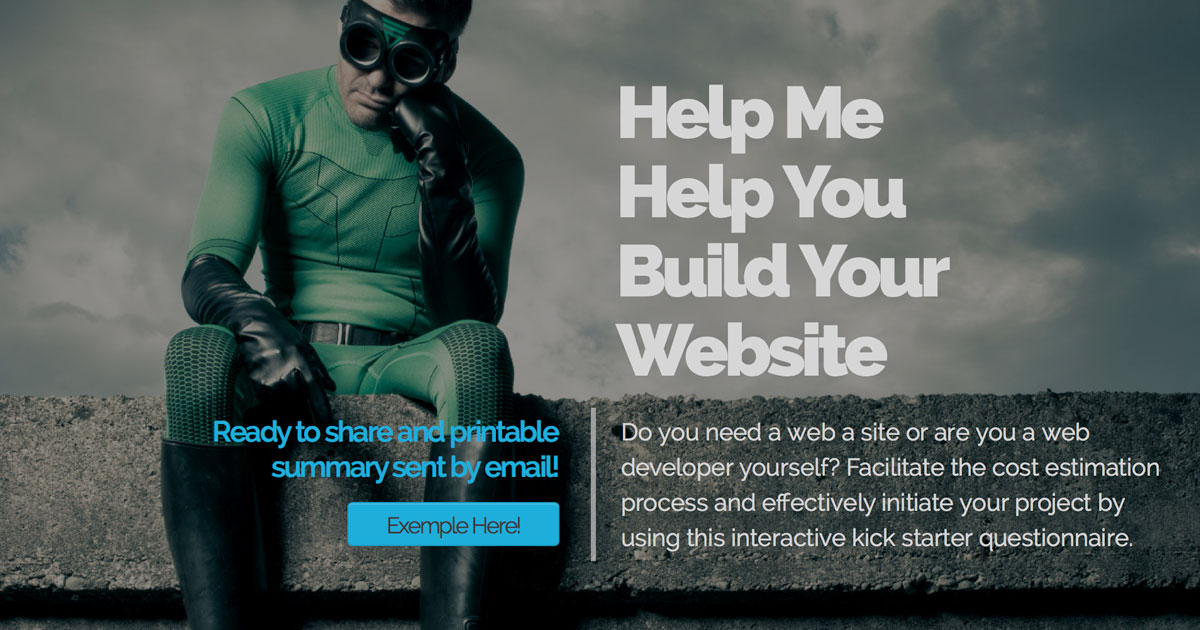 Help Me
Help You
Build Your
Website
Ready to share and printable
summary sent by email!
Exemple Here!
Do you need a web a site or are you a web
developer yourself? Facilitate the cost estimation
process and effectively initiate your project by
using this interactive kick starter questionnaire.